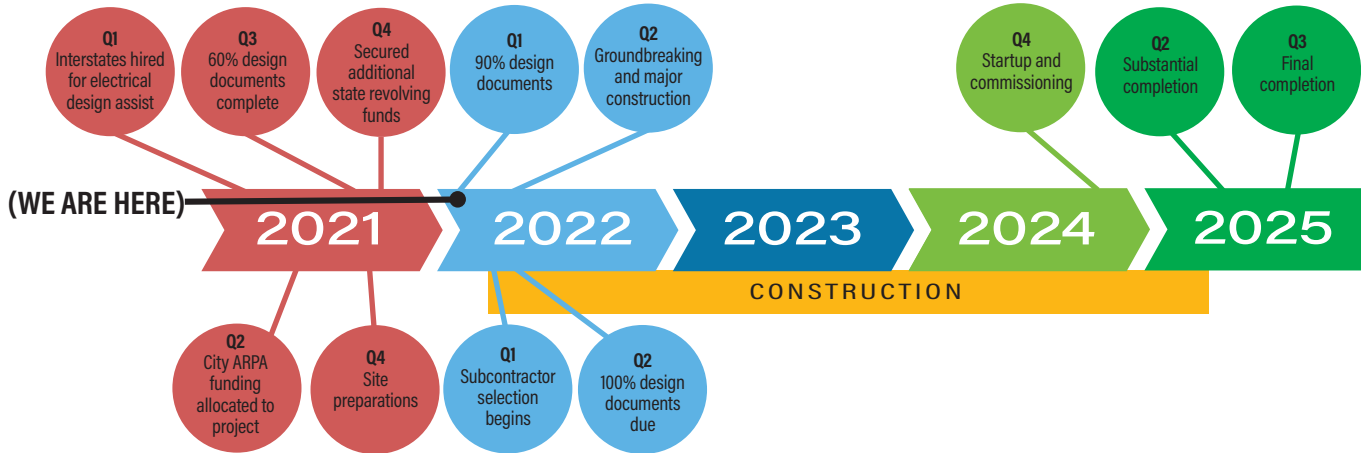 Q1
Interstates hired
for electrical
design assist
Q3
60% design
documents
complete
Q4
Secured
additional
state revolving
funds
Q1
90% design
documents
Q2
Groundbreaking
and major
construction
Q4
Startup and
commissioning
Q2
Substantial
completion
Q3
Final
completion
(WE ARE HERE)
2021
2022
2023
2024
2025
CONSTRUCTION
Q2
City ARPA
funding
allocated to
project
Q4
Site
preparations
Q1
Subcontractor
selection
begins
Q2
100% design
documents
due